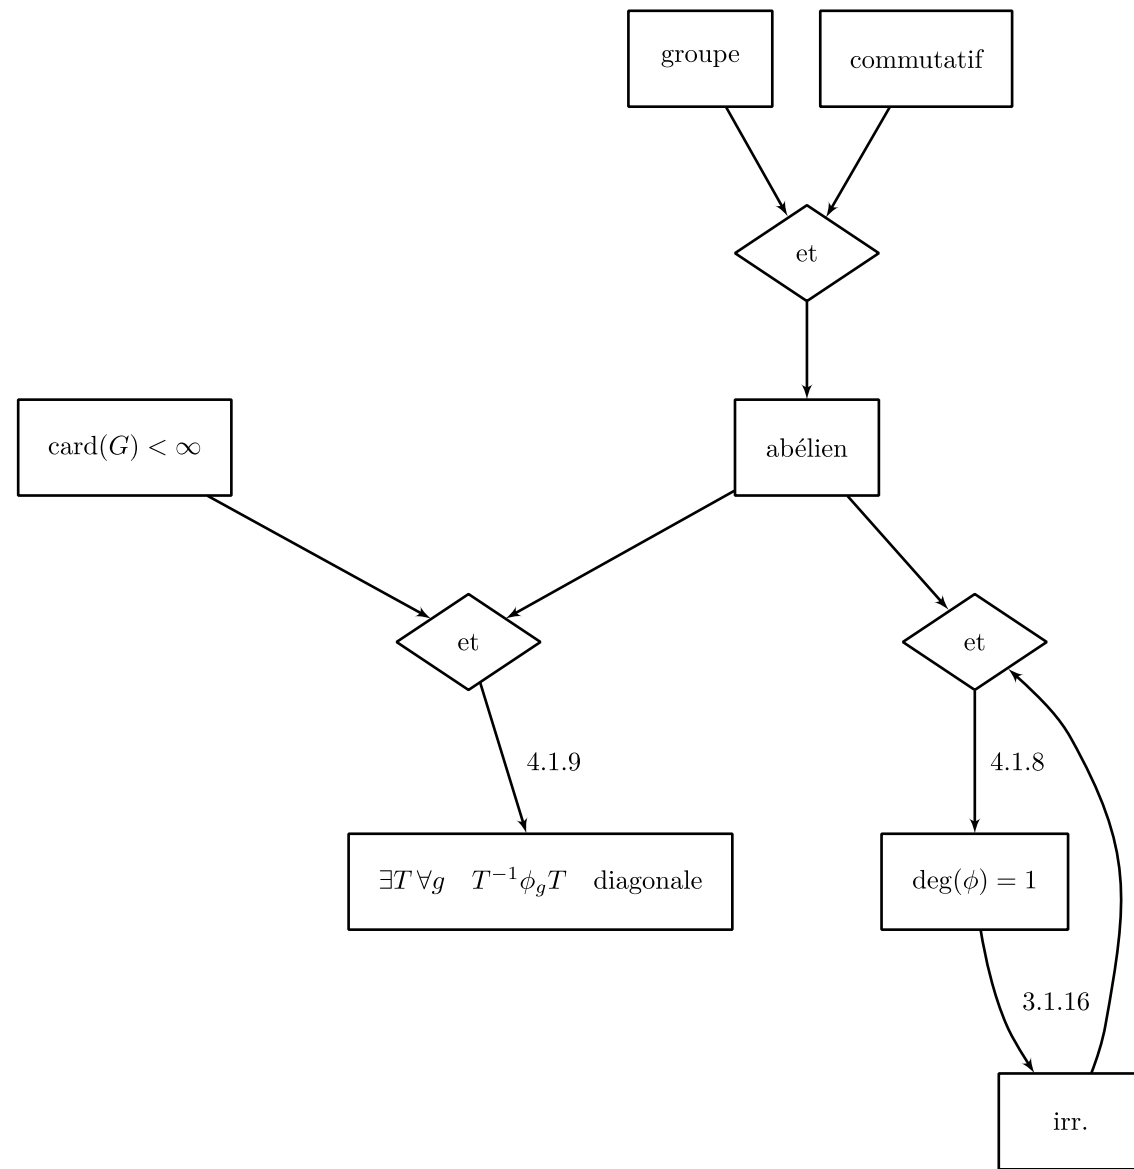 groupe
commutatif
et
card(G) < ∞
abélien
et
et
4.1.9
4.1.8
∃T ∀g T⁻¹ϕ_gT diagonale
deg(ϕ) = 1
3.1.16
irr.